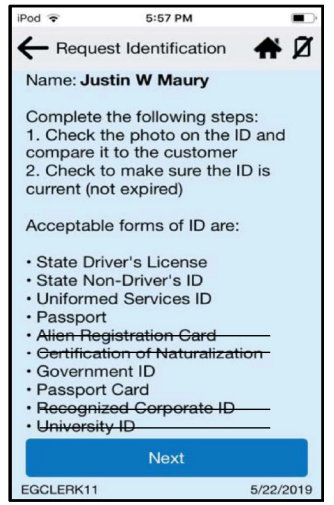 iPod 5:57 PM
Request Identification
Name: Justin W Maury
Complete the following steps:
1. Check the photo on the ID and
compare it to the customer
2. Check to make sure the ID is
current (not expired)
Acceptable forms of ID are:
• State Driver's License
• State Non-Driver's ID
• Uniformed Services ID
• Passport
• Alien Registration Card
• Certification of Naturalization
• Government ID
• Passport Card
• Recognized Corporate ID
• University ID
Next
EGCLERK11 5/22/2019